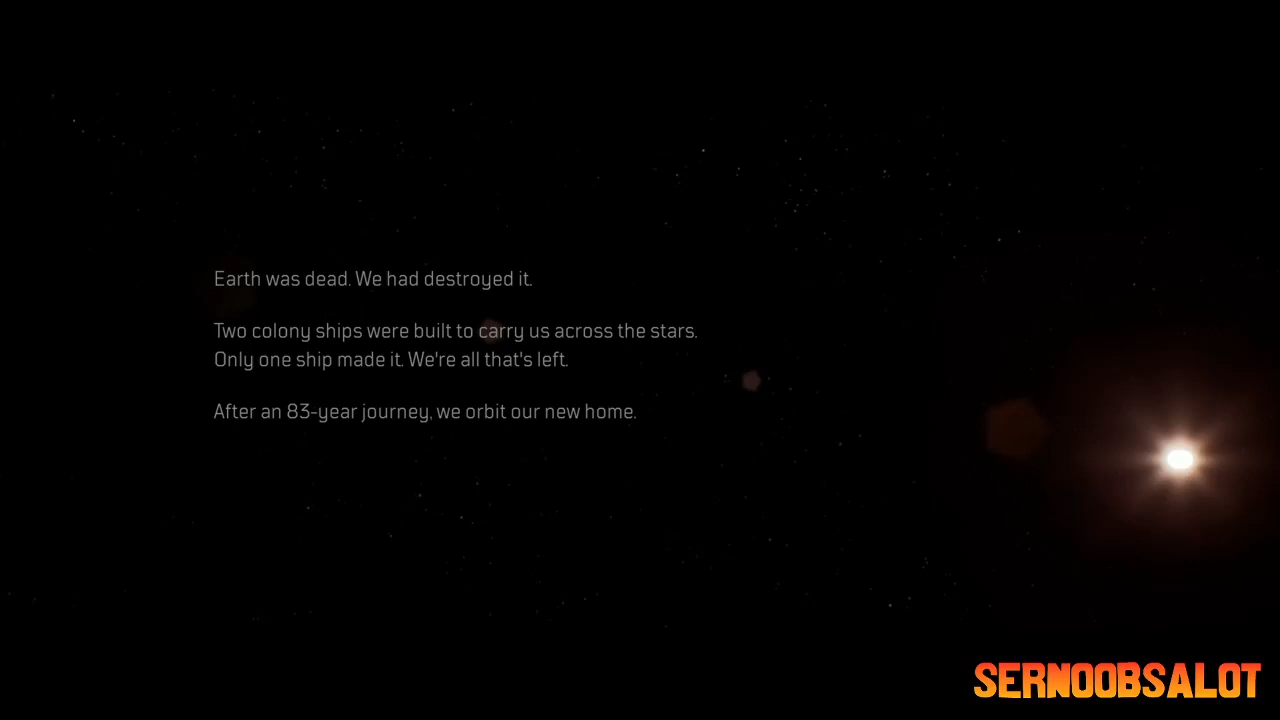 Earth was dead. We had destroyed it.
Two colony ships were built to carry us across the stars.
Only one ship made it. We're all that's left.
After an 83-year journey, we orbit our new home.
SERNOOBSALOT